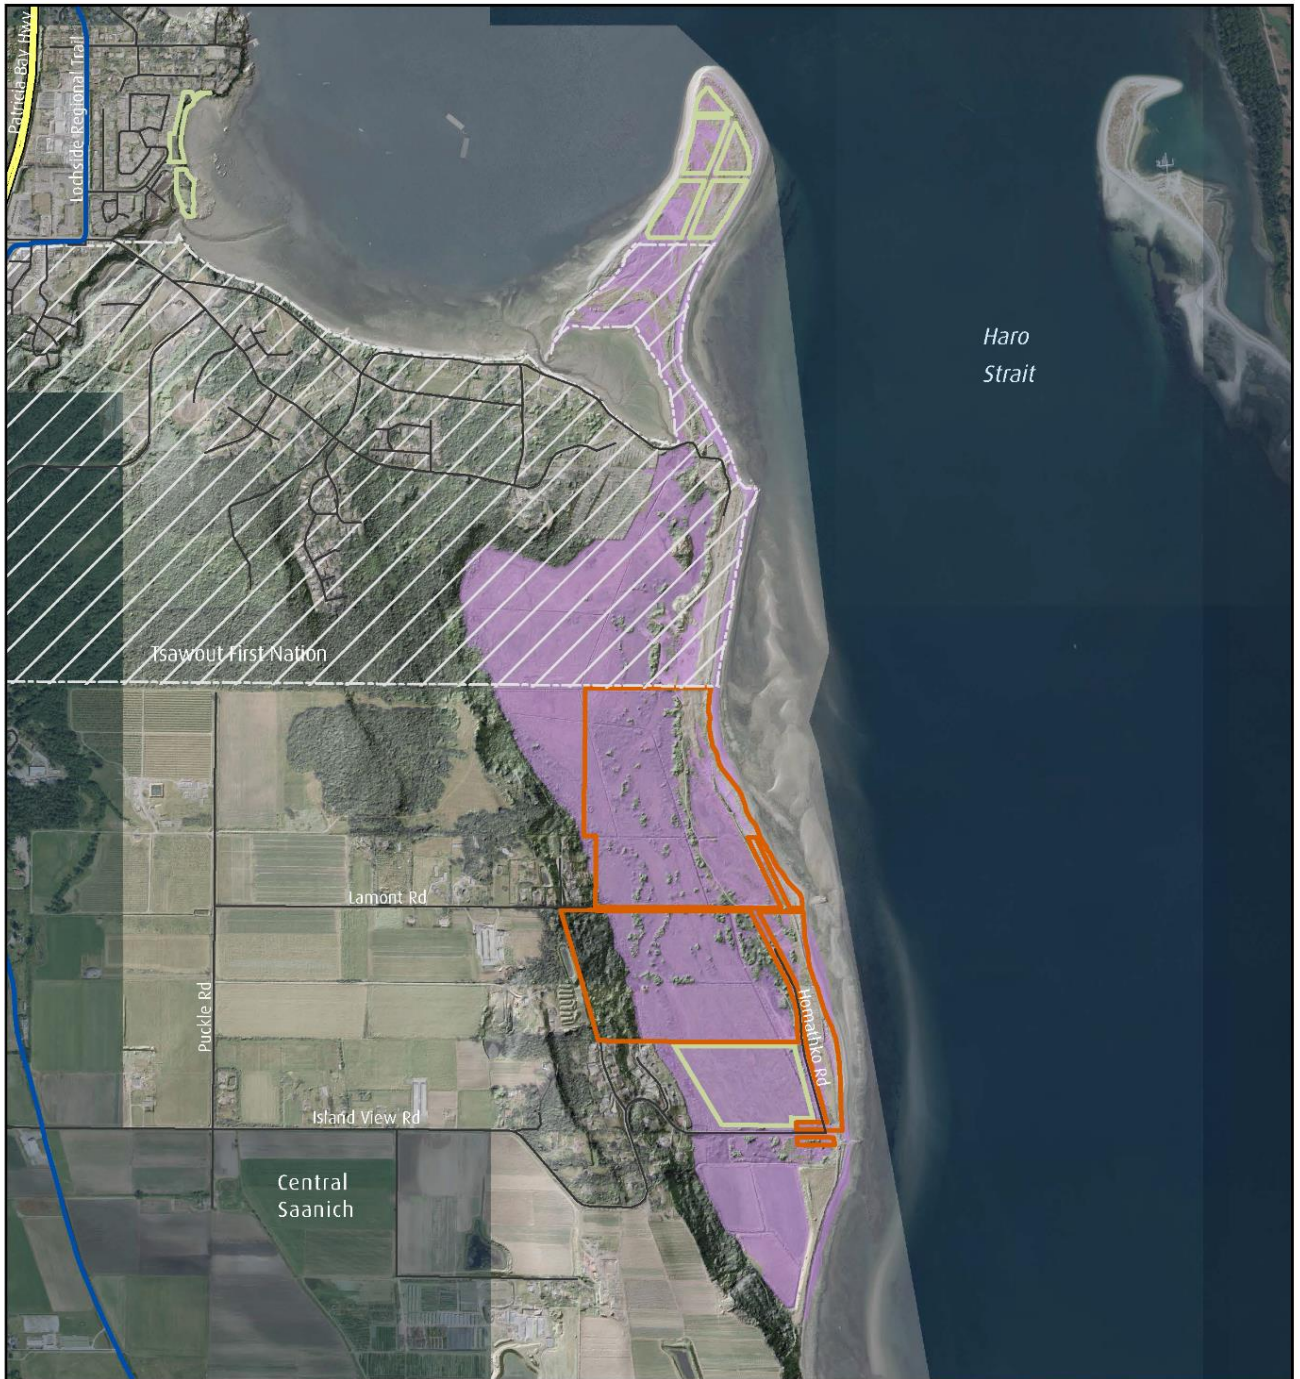 Patricia Bay Hwy
Lochside Regional Trail
Haro
Strait
Tsawout First Nation
Lamont Rd
Puckle Rd
Homathko Rd
Island View Rd
Central
Saanich